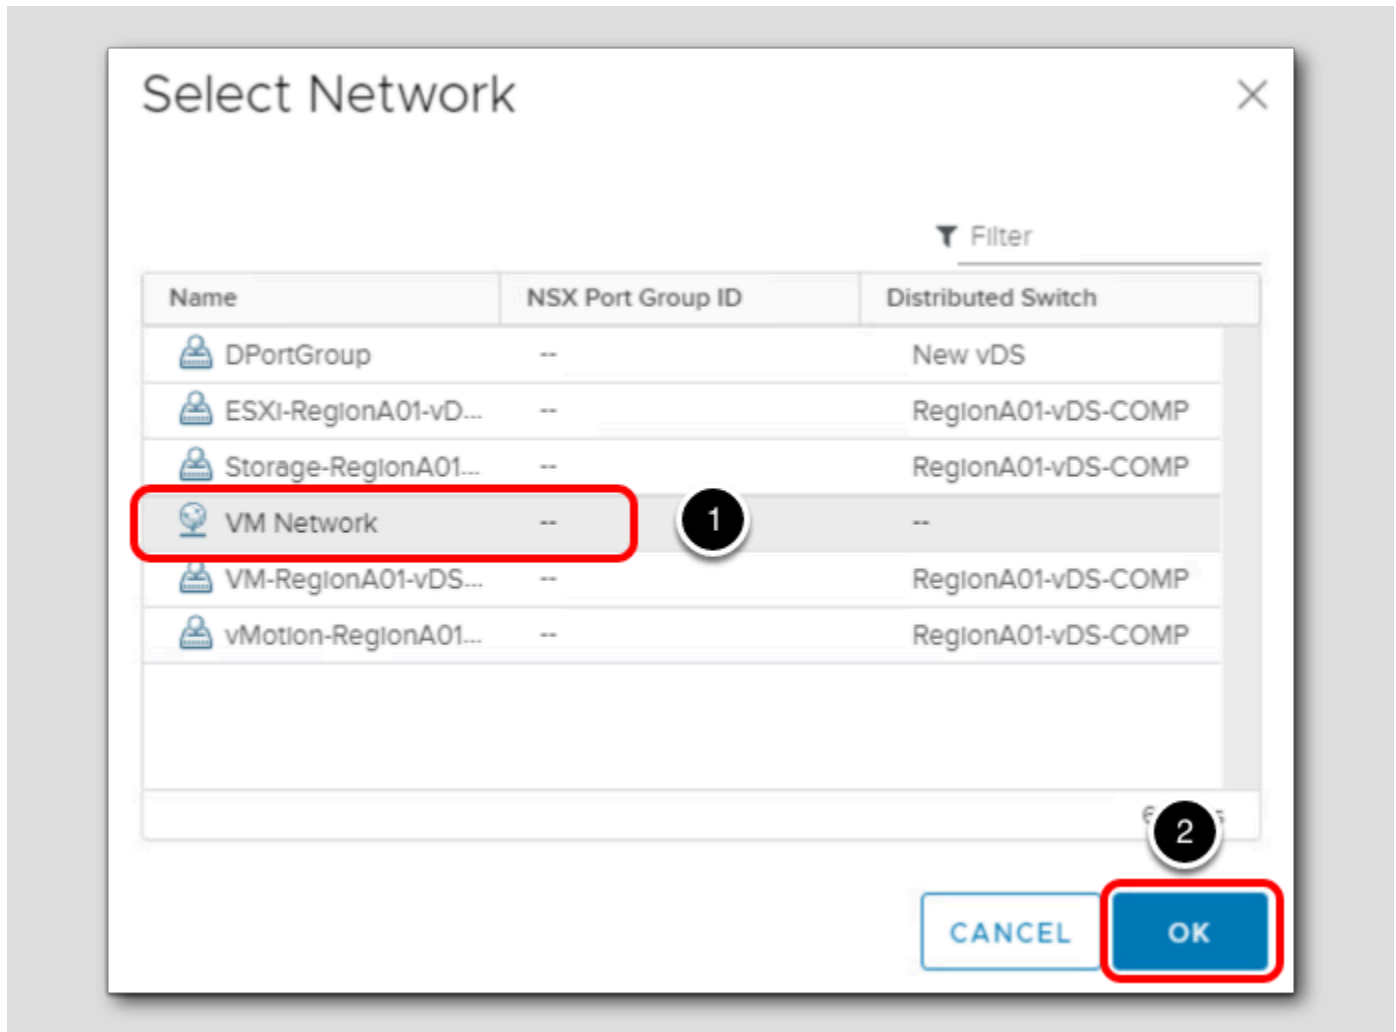 Select Network
Filter
Name NSX Port Group ID Distributed Switch
DPortGroup -- New vDS
ESXi-RegionA01-vD... -- RegionA01-vDS-COMP
Storage-RegionA01... -- RegionA01-vDS-COMP
VM Network -- 1 --
VM-RegionA01-vDS... -- RegionA01-vDS-COMP
vMotion-RegionA01... -- RegionA01-vDS-COMP
2
CANCEL OK